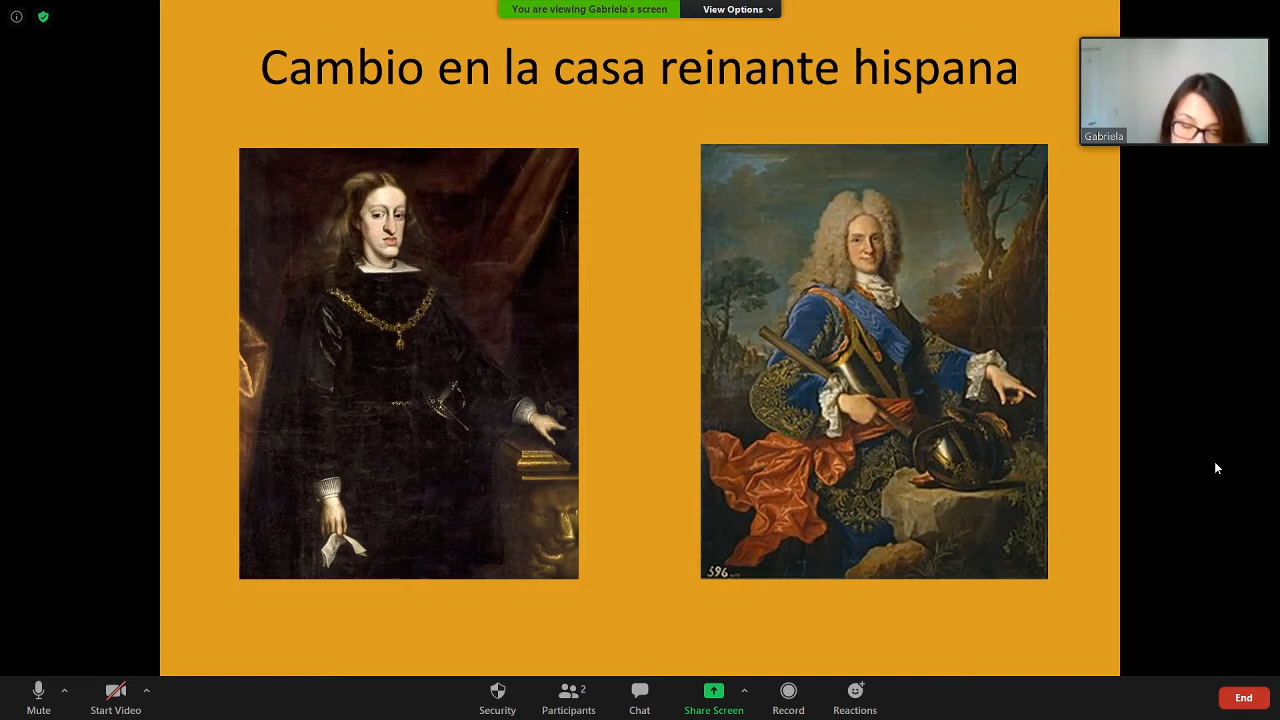 You are viewing Gabriela's screen
View Options
Cambio en la casa reinante hispana
Gabriela
596
Mute
Start Video
Security
Participants
2
Chat
Share Screen
Record
Reactions
End